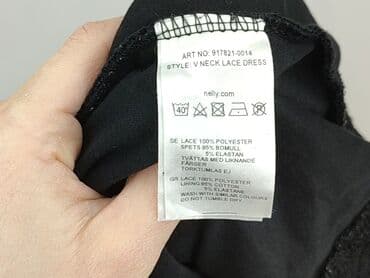 nelly
ART NO: 917821-0014
STYLE: V NECK LACE DRESS
nelly.com
40°
SE LACE 100% POLYESTER
SPETS 95% BOMULL
5% ELASTAN
TVÄTTAS MED LIKNANDE
FÄRGER
TORKTUMLAS EJ
GB LACE 100% POLYESTER
LINING 95% COTTON
5% ELASTANE
WASH WITH SIMILAR COLOURS
DO NOT TUMBLE DRY